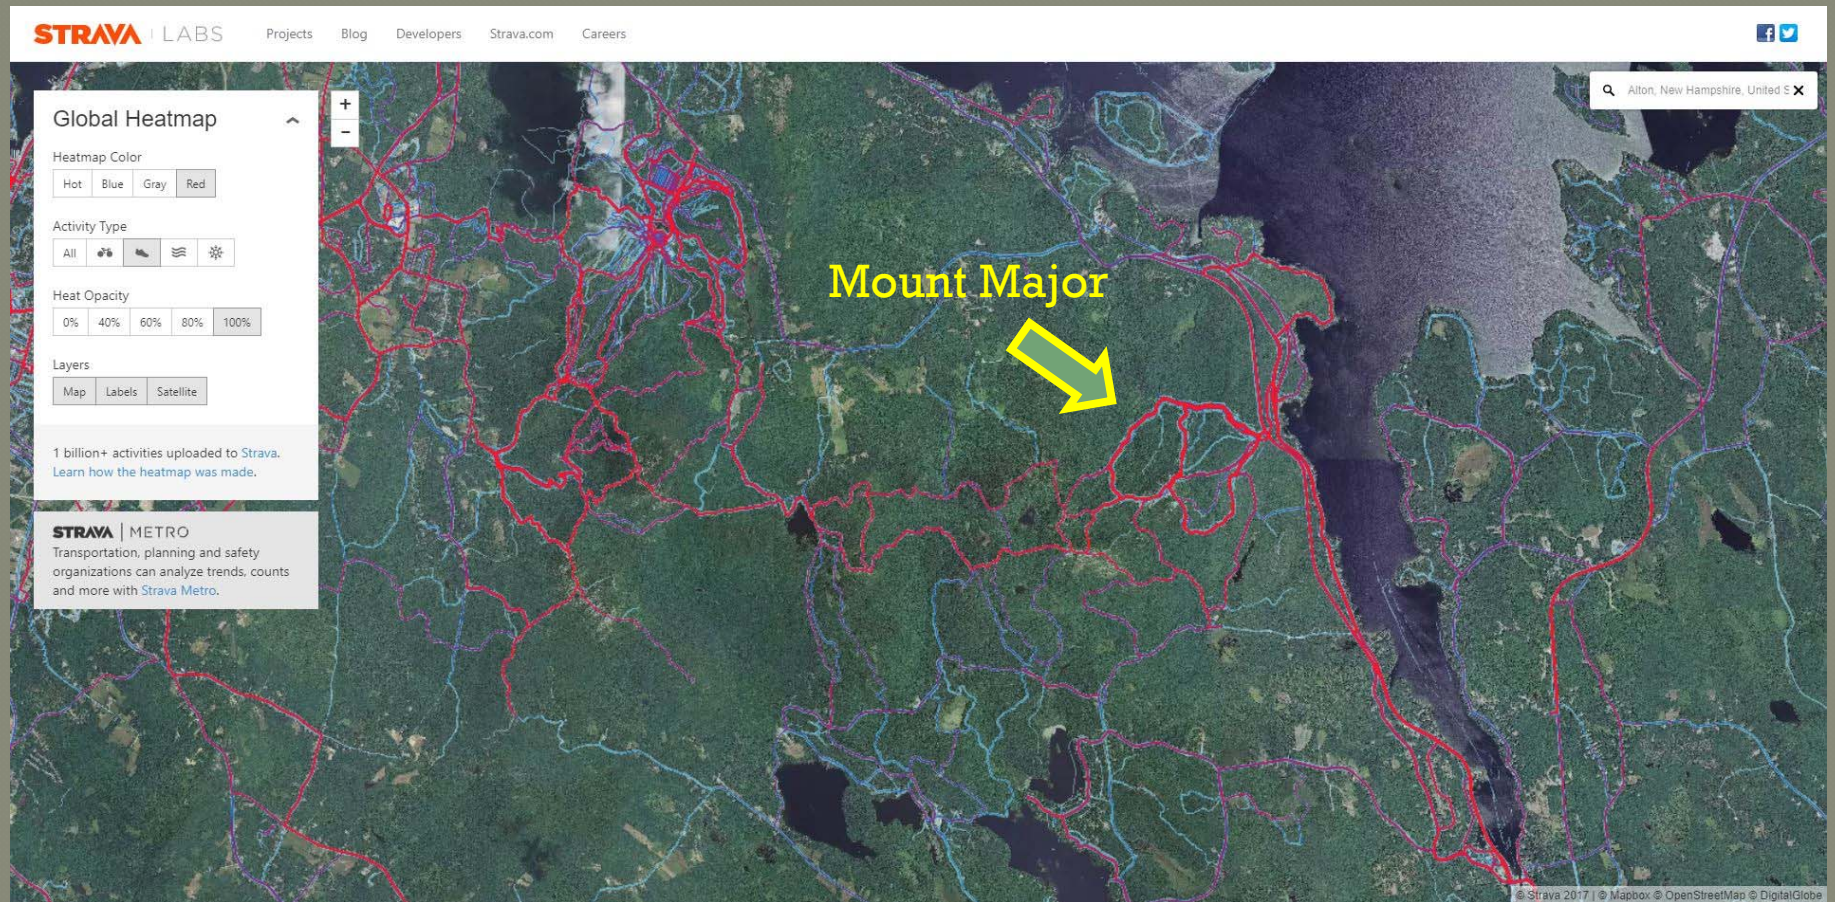 STRAVA | LABS Projects Blog Developers Strava.com Careers
Alton, New Hampshire, United S
Global Heatmap
+
−
Heatmap Color
Hot Blue Gray Red
Activity Type
All
Heat Opacity
0% 40% 60% 80% 100%
Layers
Map Labels Satellite
1 billion+ activities uploaded to Strava.
Learn how the heatmap was made.
STRAVA | METRO
Transportation, planning and safety
organizations can analyze trends, counts
and more with Strava Metro.
Mount Major
© Strava 2017 | © Mapbox © OpenStreetMap © DigitalGlobe